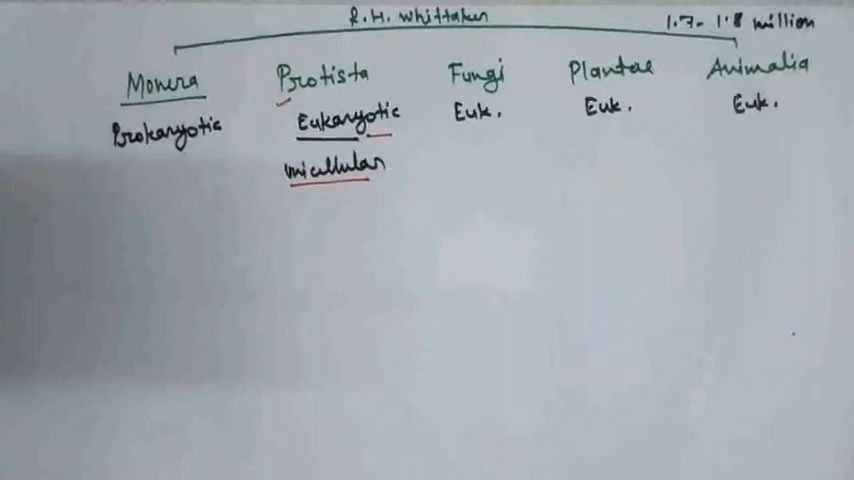 R.H. Whittaker 1.7- 1.8 million
Monera Protista Fungi Plantae Animalia
Prokaryotic Eukaryotic Euk. Euk. Euk.
unicellular